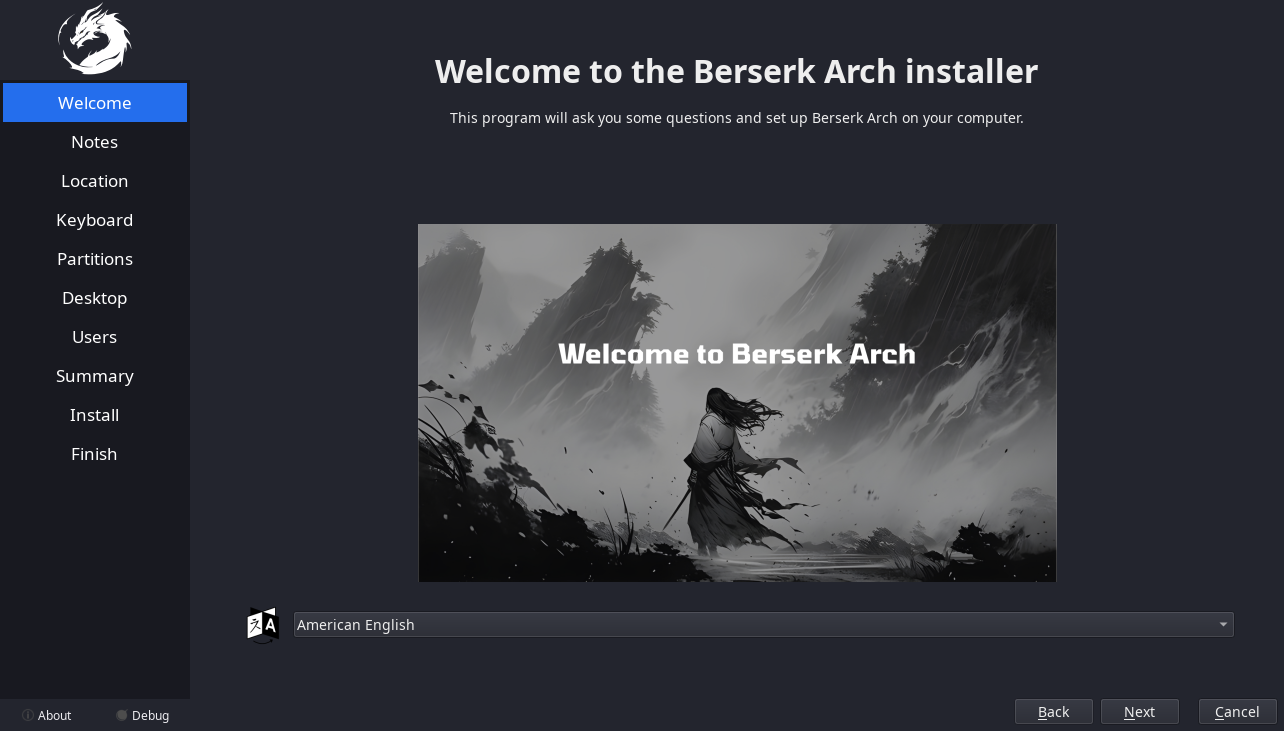 Welcome to the Berserk Arch installer
This program will ask you some questions and set up Berserk Arch on your computer.
Welcome
Notes
Location
Keyboard
Partitions
Desktop
Users
Summary
Install
Finish
Welcome to Berserk Arch
American English
About
Debug
Back
Next
Cancel